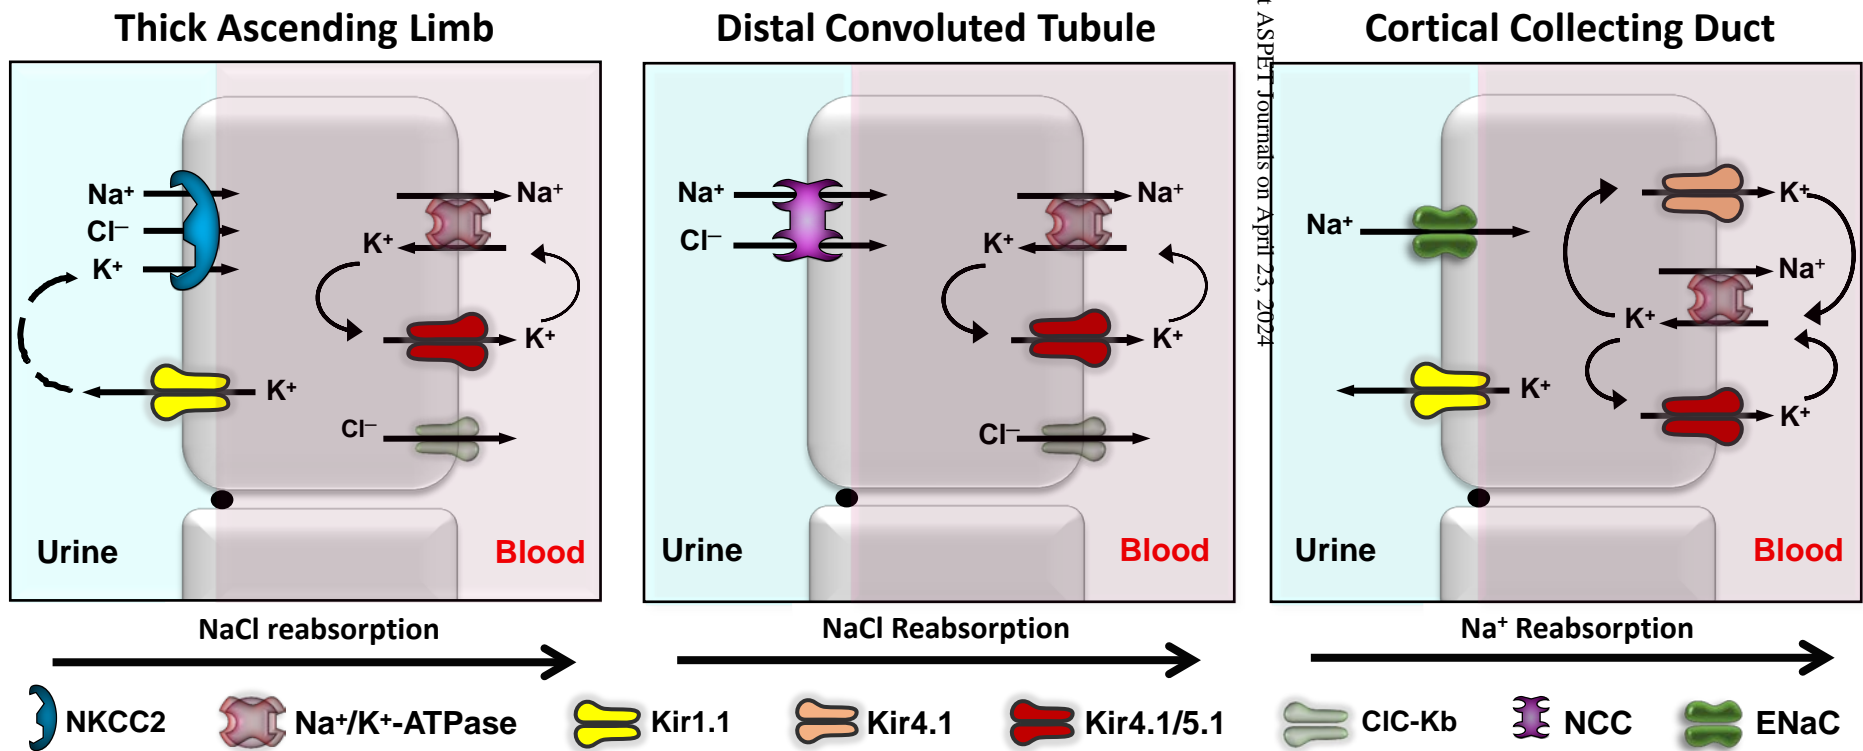 Thick Ascending Limb
Na⁺
Cl⁻
K⁺
K⁺
Na⁺
K⁺
K⁺
Cl⁻
Urine
Blood
NaCl reabsorption
Distal Convoluted Tubule
Na⁺
Cl⁻
Na⁺
K⁺
K⁺
Cl⁻
Urine
Blood
NaCl Reabsorption
t ASPET Journals on April 23, 2024
Cortical Collecting Duct
Na⁺
K⁺
K⁺
Na⁺
K⁺
K⁺
Urine
Blood
Na⁺ Reabsorption
NKCC2
Na⁺/K⁺-ATPase
Kir1.1
Kir4.1
Kir4.1/5.1
ClC-Kb
NCC
ENaC